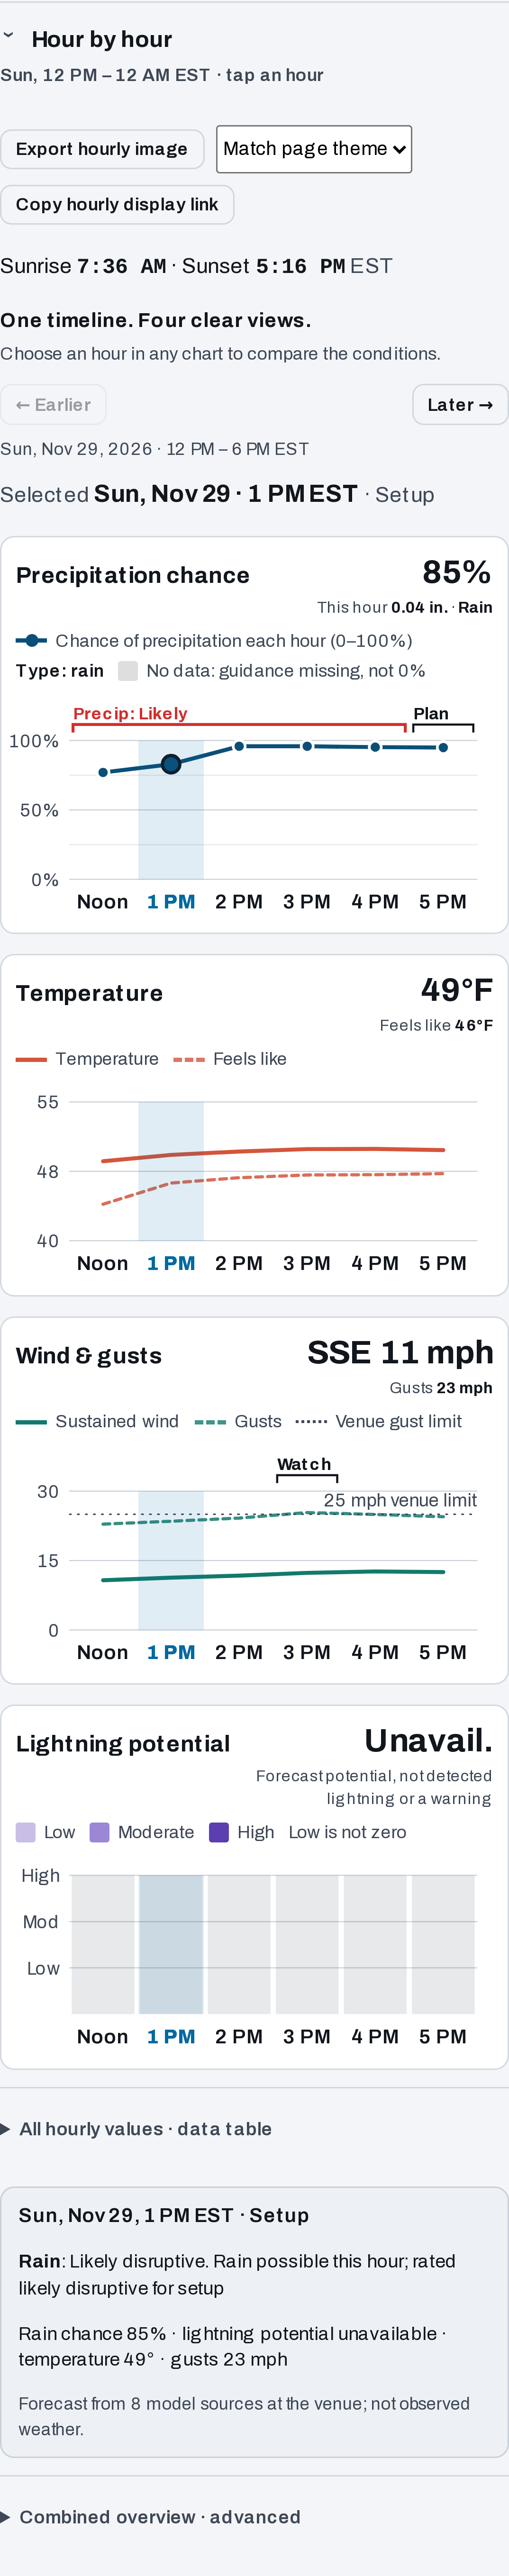 Hour by hour
Sun, 12 PM – 12 AM EST · tap an hour
Export hourly image
Match page theme
Copy hourly display link
Sunrise 7:36 AM · Sunset 5:16 PM EST
One timeline. Four clear views.
Choose an hour in any chart to compare the conditions.
← Earlier
Later →
Sun, Nov 29, 2026 · 12 PM – 6 PM EST
Selected Sun, Nov 29 · 1 PM EST · Setup
Precipitation chance
85%
This hour 0.04 in. · Rain
Chance of precipitation each hour (0–100%)
Type: rain
No data: guidance missing, not 0%
Precip: Likely
Plan
100%
50%
0%
Noon 1 PM 2 PM 3 PM 4 PM 5 PM
Temperature
49°F
Feels like 46°F
Temperature
Feels like
55
48
40
Noon 1 PM 2 PM 3 PM 4 PM 5 PM
Wind & gusts
SSE 11 mph
Gusts 23 mph
Sustained wind
Gusts
Venue gust limit
Watch
30
25 mph venue limit
15
0
Noon 1 PM 2 PM 3 PM 4 PM 5 PM
Lightning potential
Unavail.
Forecast potential, not detected
lightning or a warning
Low
Moderate
High
Low is not zero
High
Mod
Low
Noon 1 PM 2 PM 3 PM 4 PM 5 PM
All hourly values · data table
Sun, Nov 29, 1 PM EST · Setup
Rain: Likely disruptive. Rain possible this hour; rated
likely disruptive for setup
Rain chance 85% · lightning potential unavailable ·
temperature 49° · gusts 23 mph
Forecast from 8 model sources at the venue; not observed
weather.
Combined overview · advanced